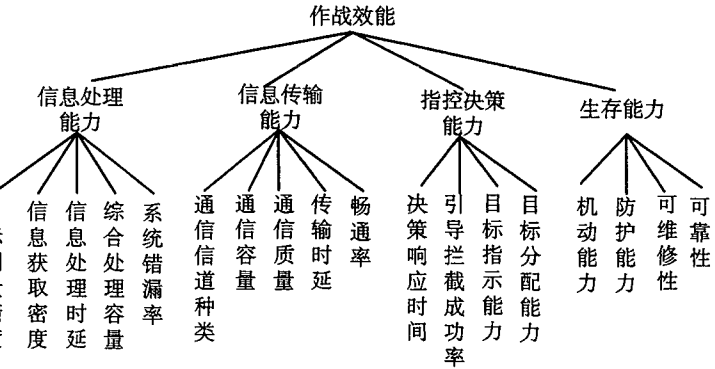 作战效能
信息处理
能力
信息传输
能力
指控决策
能力
生存能力
信息获取密度
信息处理时延
综合处理容量
系统错漏率
通信信道种类
通信容量
通信质量
传输时延
畅通率
决策响应时间
引导拦截成功率
目标指示能力
目标分配能力
机动能力
防护能力
可维修性
可靠性